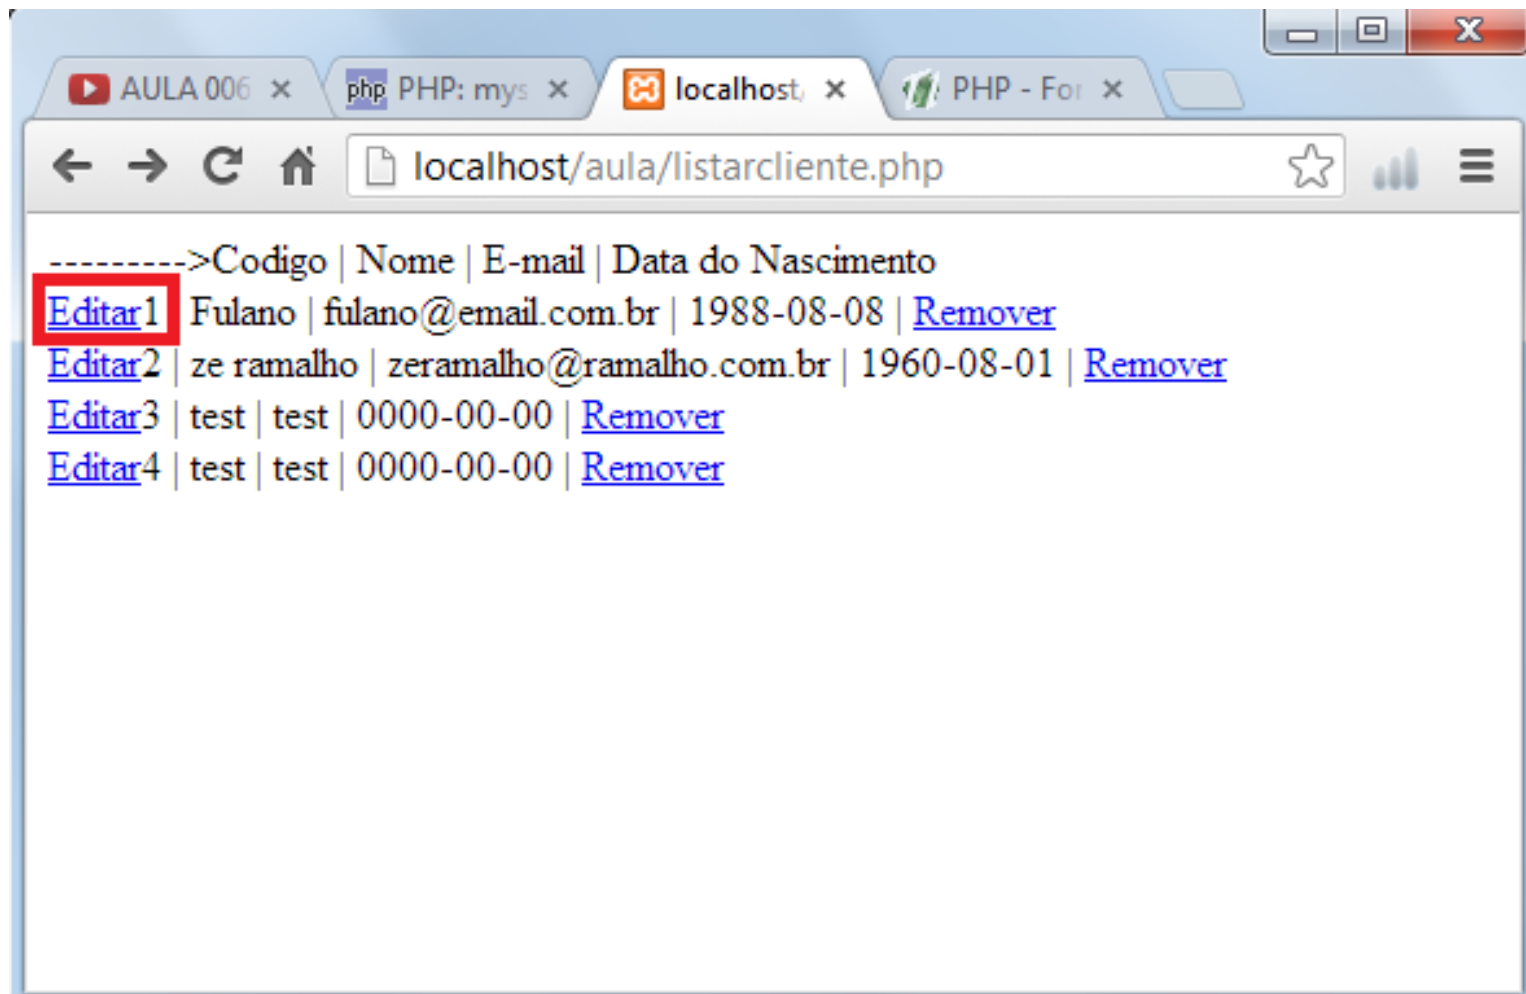 AULA 006
php PHP: mys
localhost/
PHP - For
localhost/aula/listarcliente.php
--------->Codigo | Nome | E-mail | Data do Nascimento
Editar1 Fulano | fulano@email.com.br | 1988-08-08 | Remover
Editar2 | ze ramalho | zeramalho@ramalho.com.br | 1960-08-01 | Remover
Editar3 | test | test | 0000-00-00 | Remover
Editar4 | test | test | 0000-00-00 | Remover